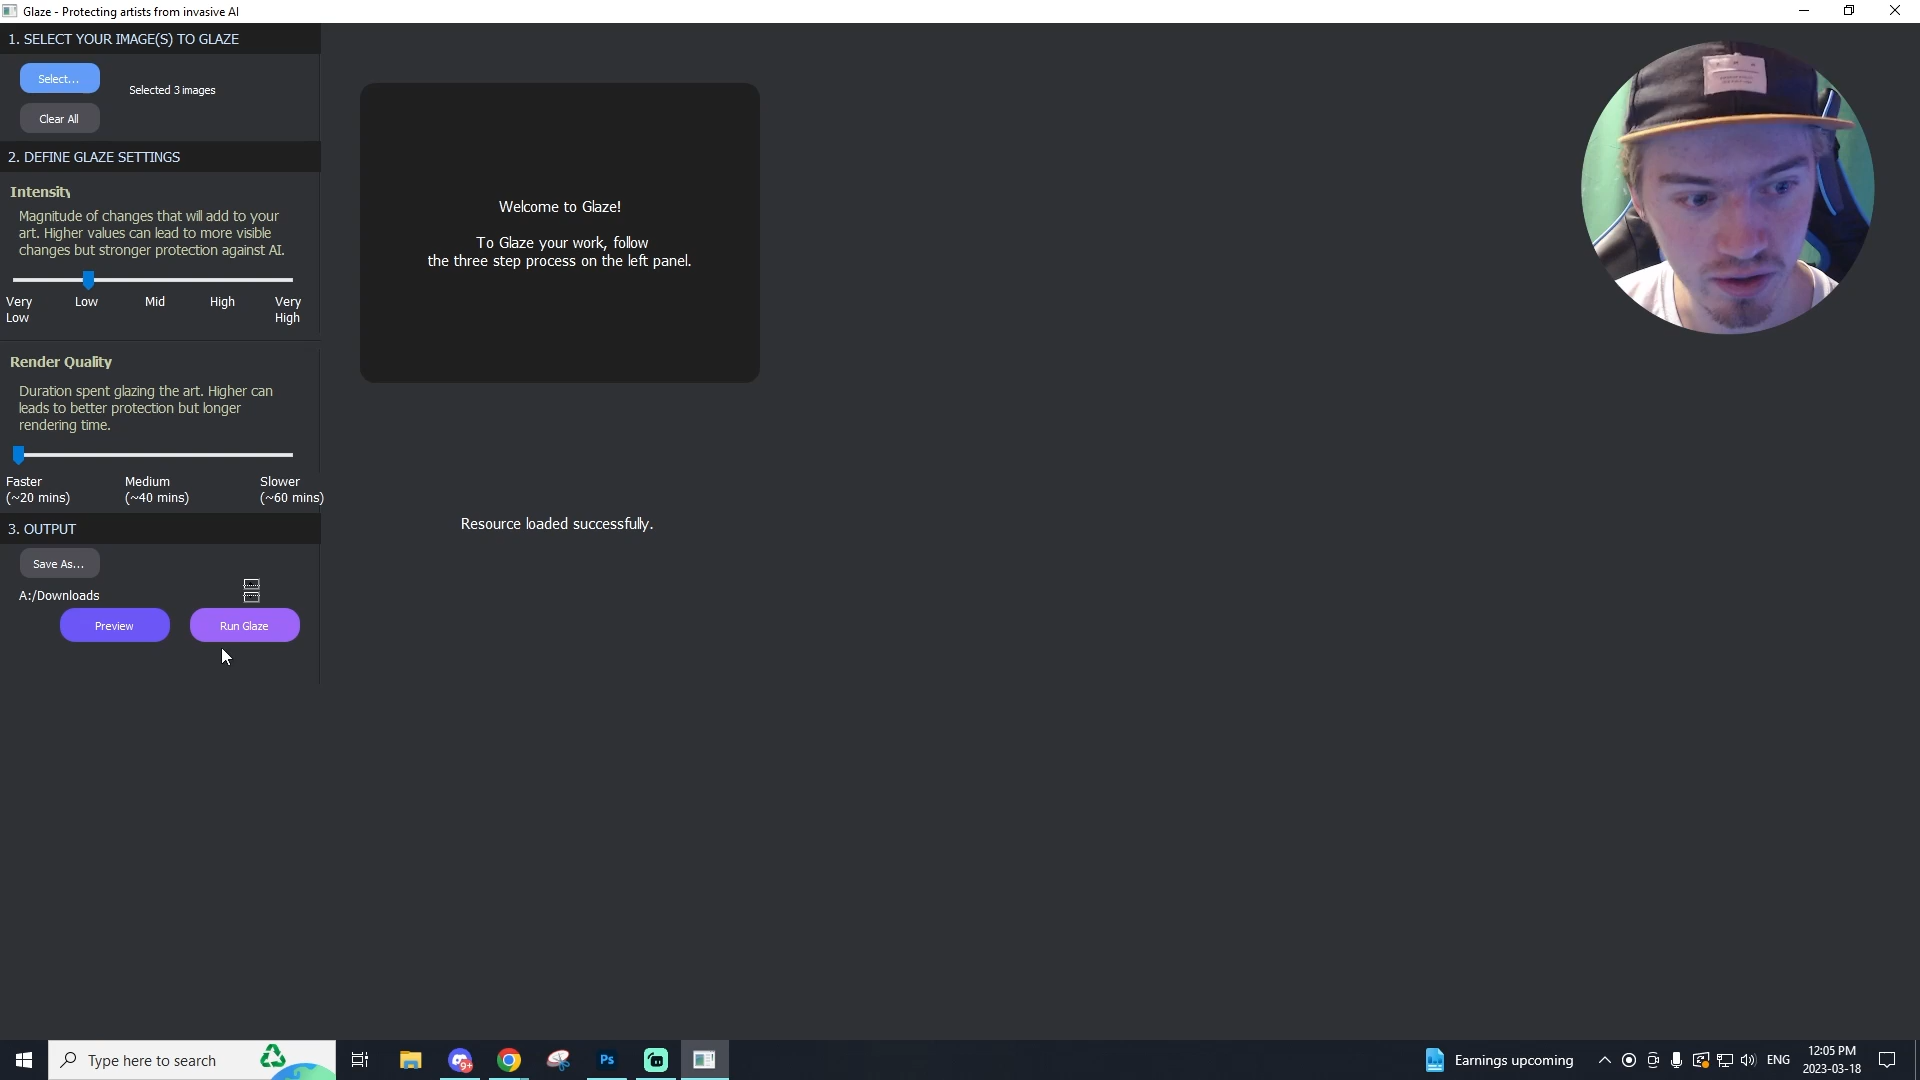 Glaze - Protecting artists from invasive AI
1. SELECT YOUR IMAGE(S) TO GLAZE
Select...
Selected 3 images
Clear All
2. DEFINE GLAZE SETTINGS
Intensity
Magnitude of changes that will add to your
art. Higher values can lead to more visible
changes but stronger protection against AI.
Very Low
Low
Mid
High
Very High
Render Quality
Duration spent glazing the art. Higher can
leads to better protection but longer
rendering time.
Faster
(~20 mins)
Medium
(~40 mins)
Slower
(~60 mins)
3. OUTPUT
Save As...
A:/Downloads
Preview
Run Glaze
Welcome to Glaze!
To Glaze your work, follow
the three step process on the left panel.
Resource loaded successfully.
Type here to search
9+
Ps
Earnings upcoming
ENG
12:05 PM
2023-03-18